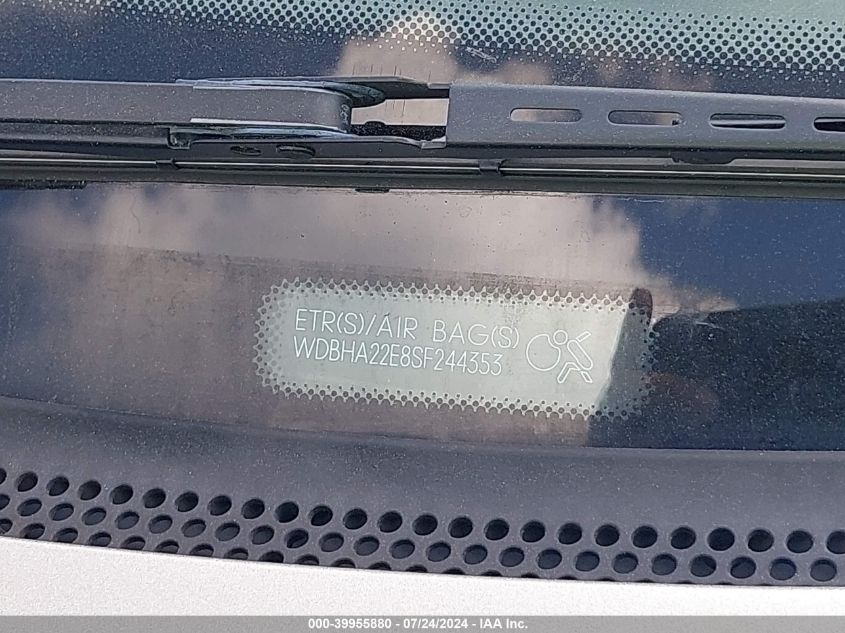 ETR(S)/AIR BAG(S)
WDBHA22E8SF244353
000-39955880 - 07/24/2024 - IAA Inc.